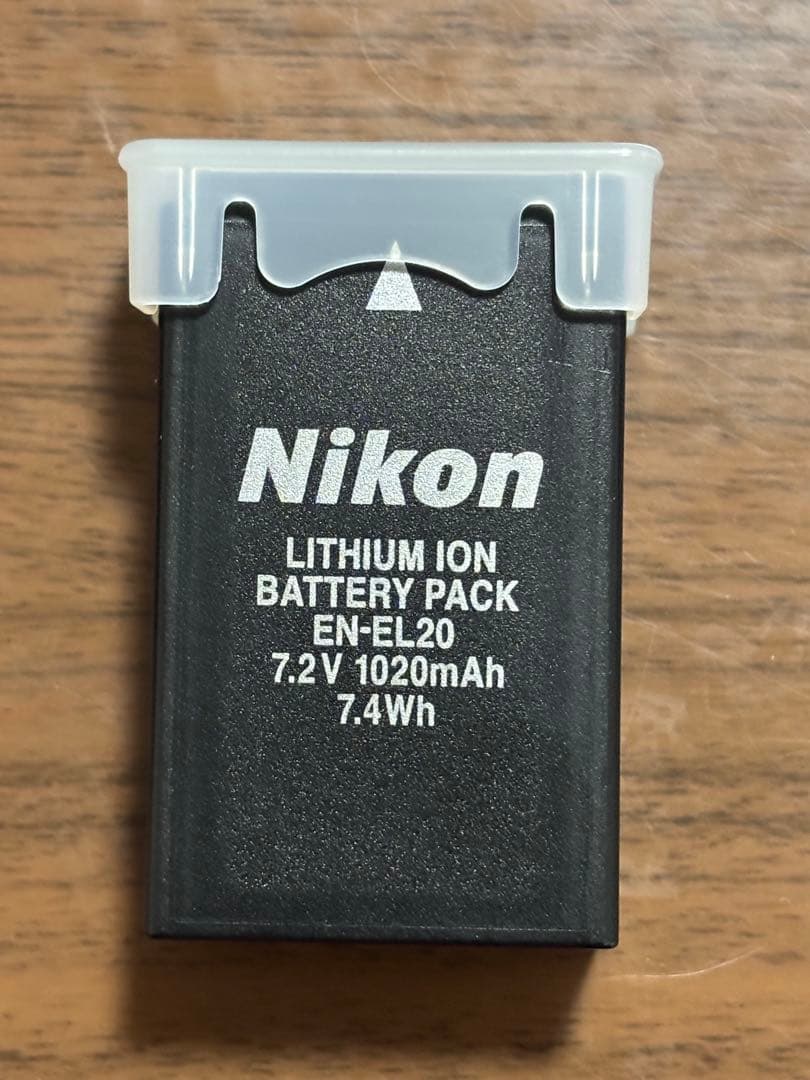 Nikon
LITHIUM ION
BATTERY PACK
EN-EL20
7.2V 1020mAh
7.4Wh